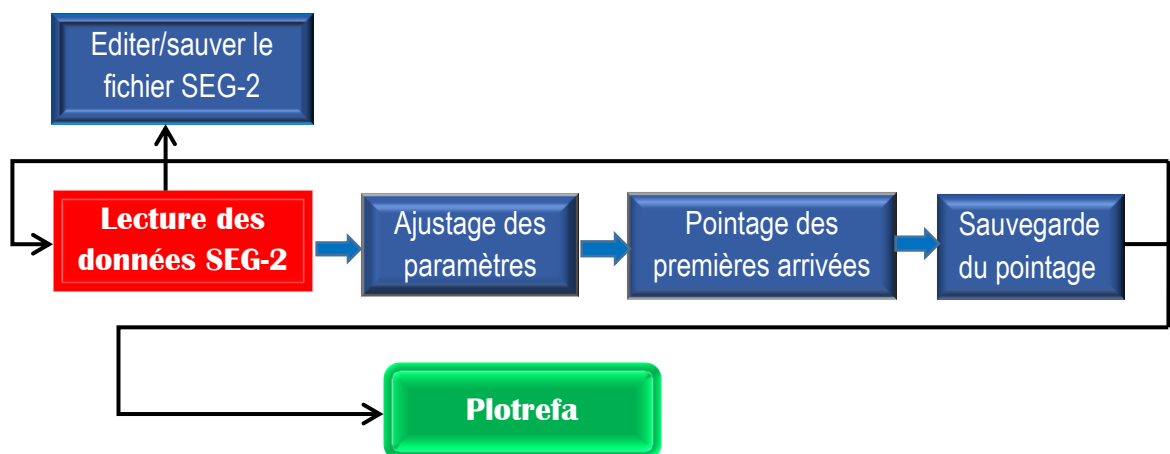 Editer/sauver le
fichier SEG-2
Lecture des
données SEG-2
Ajustage des
paramètres
Pointage des
premières arrivées
Sauvegarde
du pointage
Plotrefa